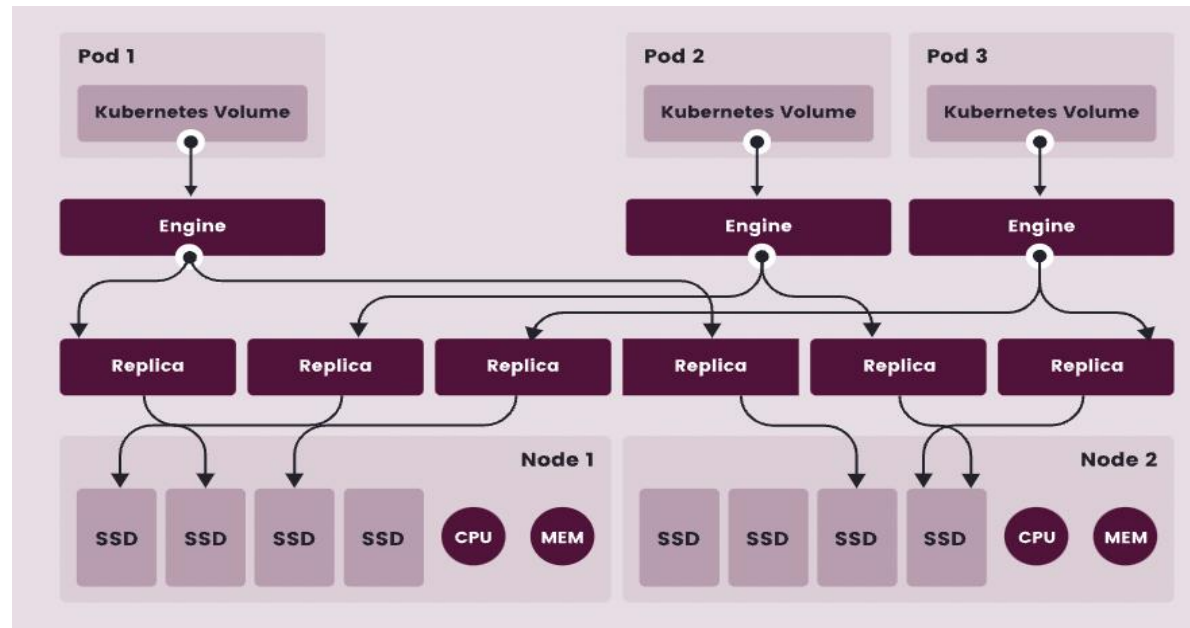 Pod 1
Pod 2
Pod 3
Kubernetes Volume
Kubernetes Volume
Kubernetes Volume
Engine
Engine
Engine
Replica
Replica
Replica
Replica
Replica
Replica
Node 1
SSD
SSD
SSD
SSD
CPU
MEM
Node 2
SSD
SSD
SSD
SSD
CPU
MEM